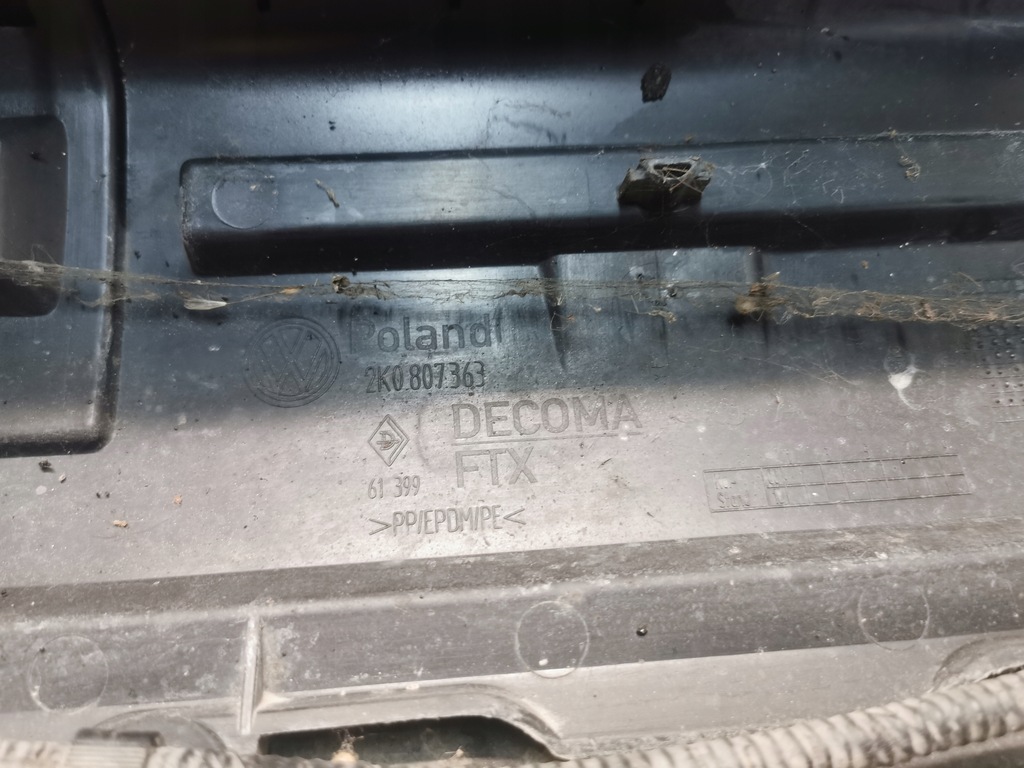 Poland
2K0 807 363
DECOMA
FTX
61 399
>PP/EPDM/PE<